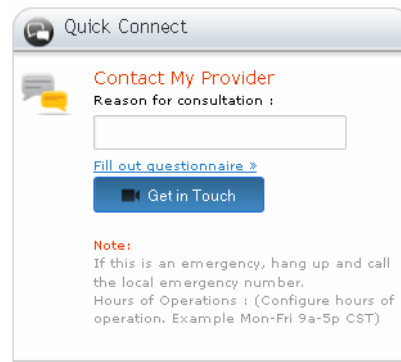 Quick Connect
Contact My Provider
Reason for consultation :
Fill out questionnaire »
Get in Touch
Note:
If this is an emergency, hang up and call
the local emergency number.
Hours of Operations : (Configure hours of
operation. Example Mon-Fri 9a-5p CST)